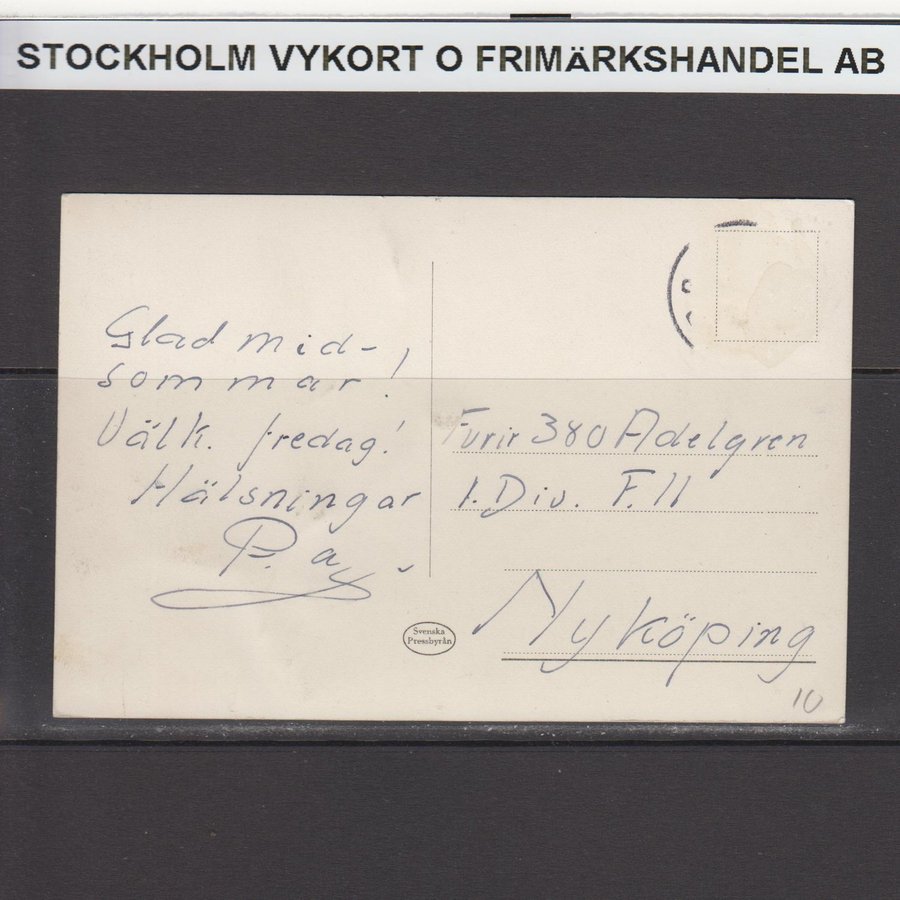 STOCKHOLM VYKORT O FRIMÄRKSHANDEL AB
Glad mid-
sommar!
Välk. fredag!
Hälsningar
P.
Furir 380 Adelgren
1. Div. F.11
Nyköping
Svenska
Pressbyrån
10